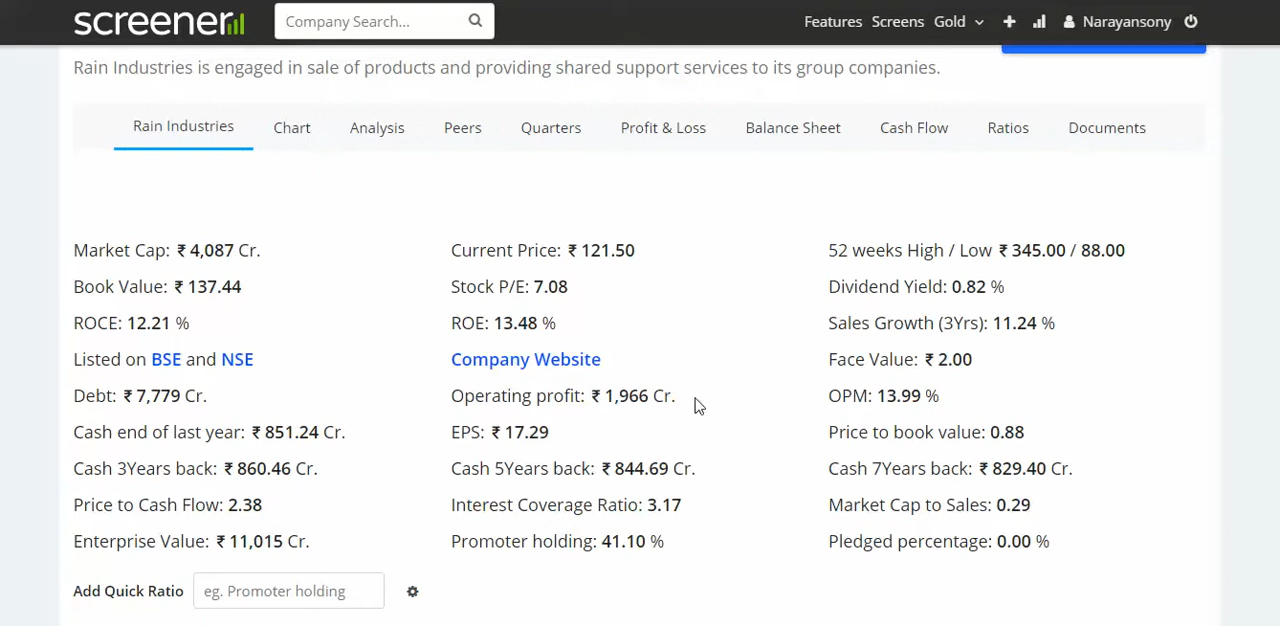 screener
Company Search...
Features Screens Gold Narayansony
Rain Industries is engaged in sale of products and providing shared support services to its group companies.
Rain Industries Chart Analysis Peers Quarters Profit & Loss Balance Sheet Cash Flow Ratios Documents
Market Cap: ₹ 4,087 Cr. Current Price: ₹ 121.50 52 weeks High / Low ₹ 345.00 / 88.00
Book Value: ₹ 137.44 Stock P/E: 7.08 Dividend Yield: 0.82 %
ROCE: 12.21 % ROE: 13.48 % Sales Growth (3Yrs): 11.24 %
Listed on BSE and NSE Company Website Face Value: ₹ 2.00
Debt: ₹ 7,779 Cr. Operating profit: ₹ 1,966 Cr. OPM: 13.99 %
Cash end of last year: ₹ 851.24 Cr. EPS: ₹ 17.29 Price to book value: 0.88
Cash 3Years back: ₹ 860.46 Cr. Cash 5Years back: ₹ 844.69 Cr. Cash 7Years back: ₹ 829.40 Cr.
Price to Cash Flow: 2.38 Interest Coverage Ratio: 3.17 Market Cap to Sales: 0.29
Enterprise Value: ₹ 11,015 Cr. Promoter holding: 41.10 % Pledged percentage: 0.00 %
Add Quick Ratio eg. Promoter holding